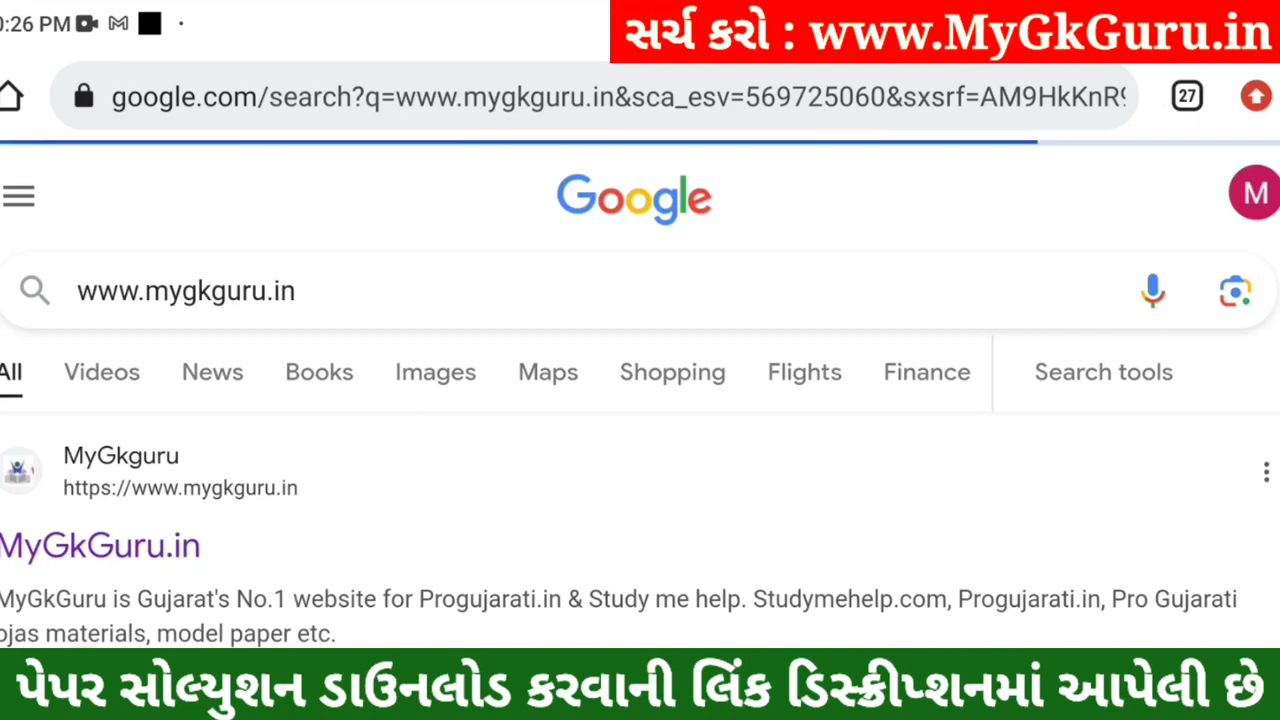 0:26 PM
સર્ચ કરો : www.MyGkGuru.in
google.com/search?q=www.mygkguru.in&sca_esv=569725060&sxsrf=AM9HkKnR9
27
Google
M
www.mygkguru.in
All Videos News Books Images Maps Shopping Flights Finance Search tools
MyGkguru
https://www.mygkguru.in
MyGkGuru.in
MyGkGuru is Gujarat's No.1 website for Progujarati.in & Study me help. Studymehelp.com, Progujarati.in, Pro Gujarati
ojas materials, model paper etc.
પેપર સોલ્યુશન ડાઉનલોડ કરવાની લિંક ડિસ્ક્રીપ્શનમાં આપેલી છે